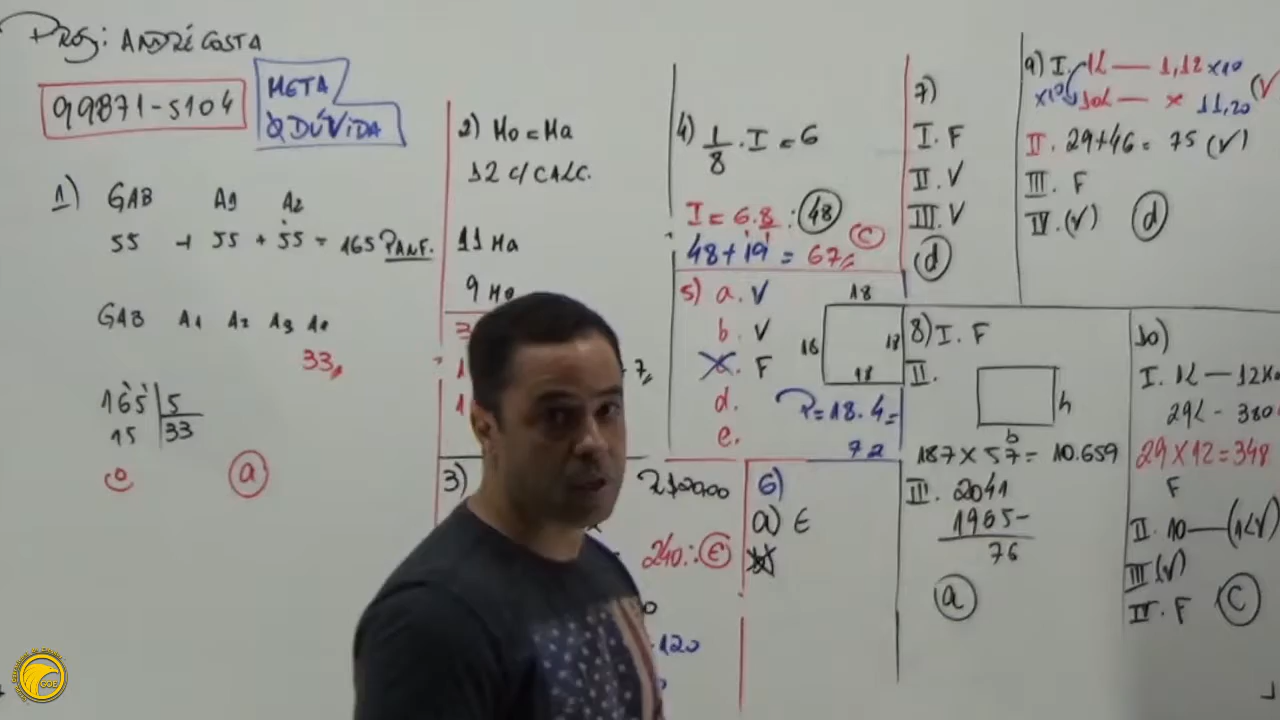 Prof: ANDRÉ COSTA
99871-5104
META
A DÚVIDA
1) GAB A1 A2
55 + 55 + 55 = 165 PANF.
GAB A1 A2 A3 A4
33
165 | 5
15 33
0
a
2) Ho = Ma
12 C/ CALC.
11 Ma
9 Ho
3)
240 ∴ E
120
4) 1/8 . I = 6
I = 6.8 : 48
C
48 + 19 = 67
5) a. V
b. V
F
d.
e.
18
18 18
18
P = 18.4 =
72
6)
a) E
7)
I. F
II. V
III. V
d
8) I. F
II.
h
b
187 x 57 = 10.659
III. 2041
1965-
76
a
9) I. 1L — 1,12 x10
x10 10L — x 11,20 (V
II. 29+46 = 75 (V)
III. F
IV. (V) d
10)
I. 1L — 12K
29L - 380
29 x 12 = 348
F
II. 10 — (1L V)
III (V)
IV. F C
COE